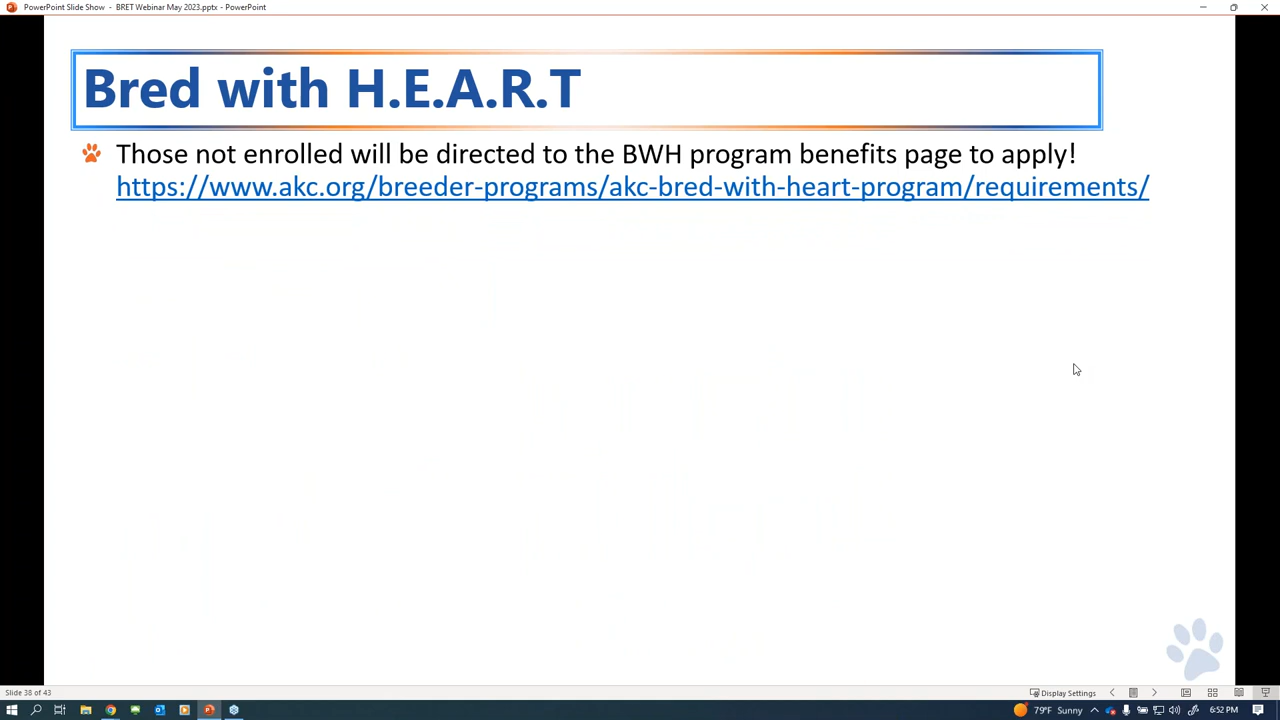 PowerPoint Slide Show - BRET Webinar May 2023.pptx - PowerPoint
Bred with H.E.A.R.T
Those not enrolled will be directed to the BWH program benefits page to apply!
https://www.akc.org/breeder-programs/akc-bred-with-heart-program/requirements/
Slide 38 of 43
Display Settings
79°F Sunny
6:52 PM